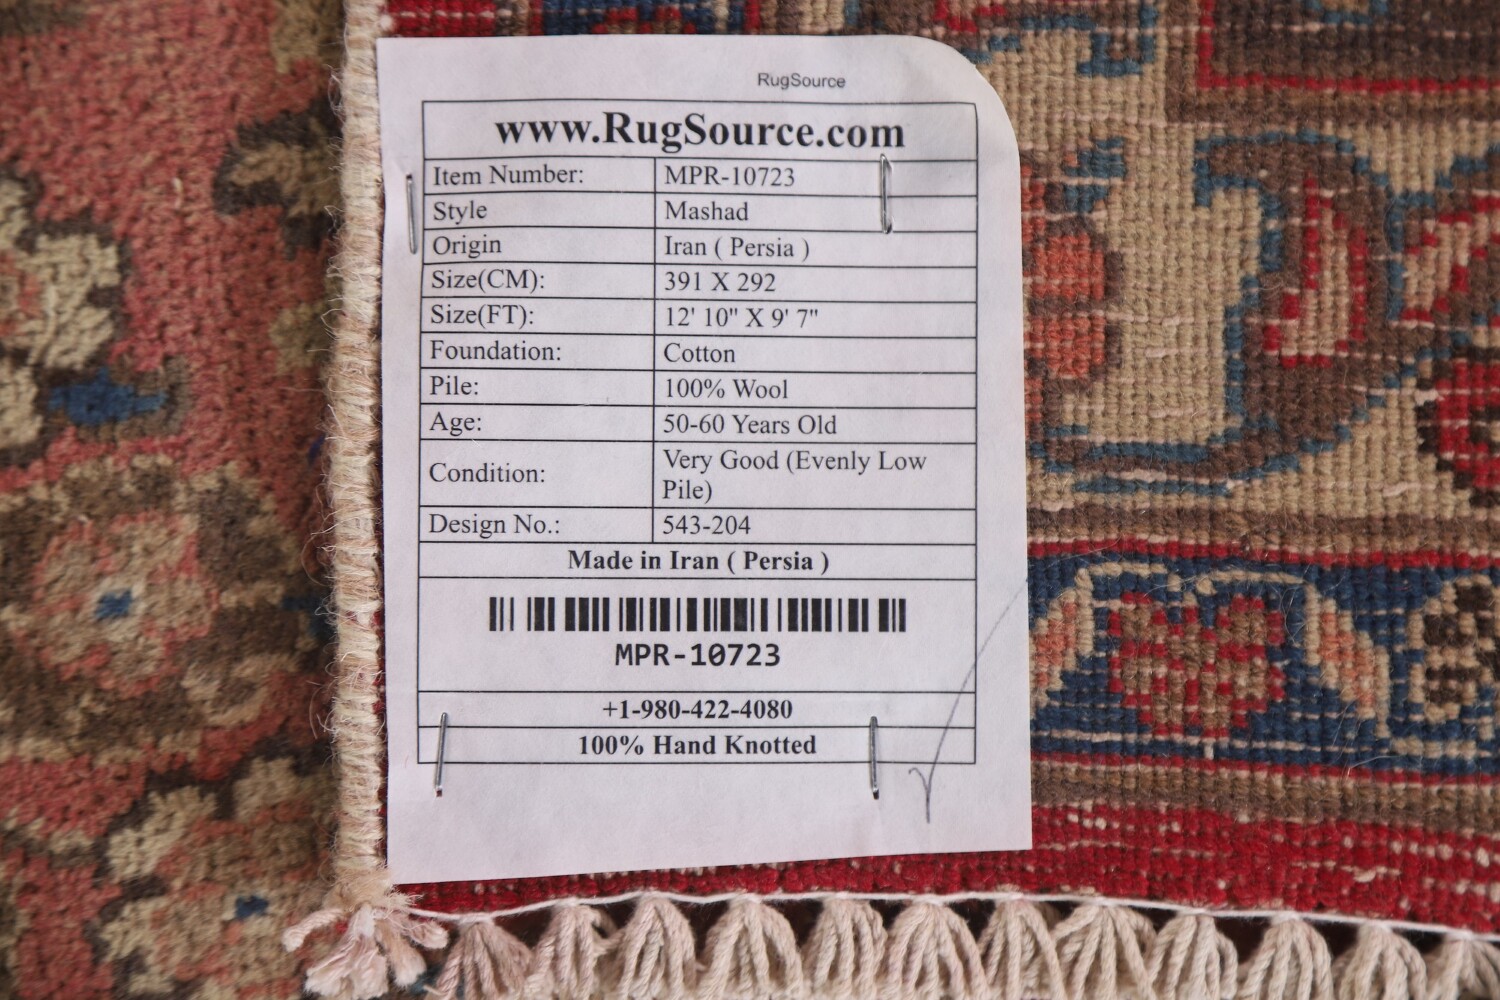 RugSource
www.RugSource.com
Item Number: MPR-10723
Style Mashad
Origin Iran ( Persia )
Size(CM): 391 X 292
Size(FT): 12' 10" X 9' 7"
Foundation: Cotton
Pile: 100% Wool
Age: 50-60 Years Old
Condition: Very Good (Evenly Low
Pile)
Design No.: 543-204
Made in Iran ( Persia )
MPR-10723
+1-980-422-4080
100% Hand Knotted